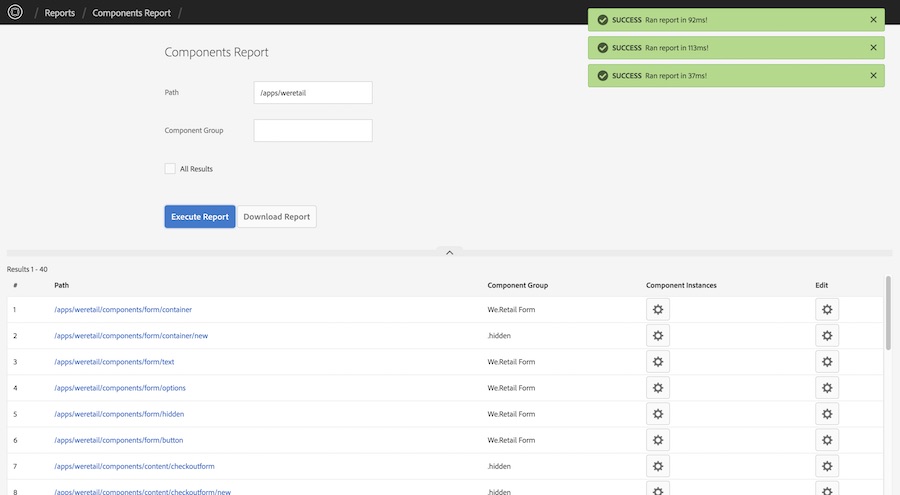 / Reports / Components Report /
SUCCESS Ran report in 92ms!
SUCCESS Ran report in 113ms!
SUCCESS Ran report in 37ms!
Components Report
Path /apps/weretail
Component Group
All Results
Execute Report Download Report
Results 1 - 40
# Path Component Group Component Instances Edit
1 /apps/weretail/components/form/container We.Retail Form
2 /apps/weretail/components/form/container/new .hidden
3 /apps/weretail/components/form/text We.Retail Form
4 /apps/weretail/components/form/options We.Retail Form
5 /apps/weretail/components/form/hidden We.Retail Form
6 /apps/weretail/components/form/button We.Retail Form
7 /apps/weretail/components/content/checkoutform .hidden
8 /apps/weretail/components/content/checkoutform/new .hidden